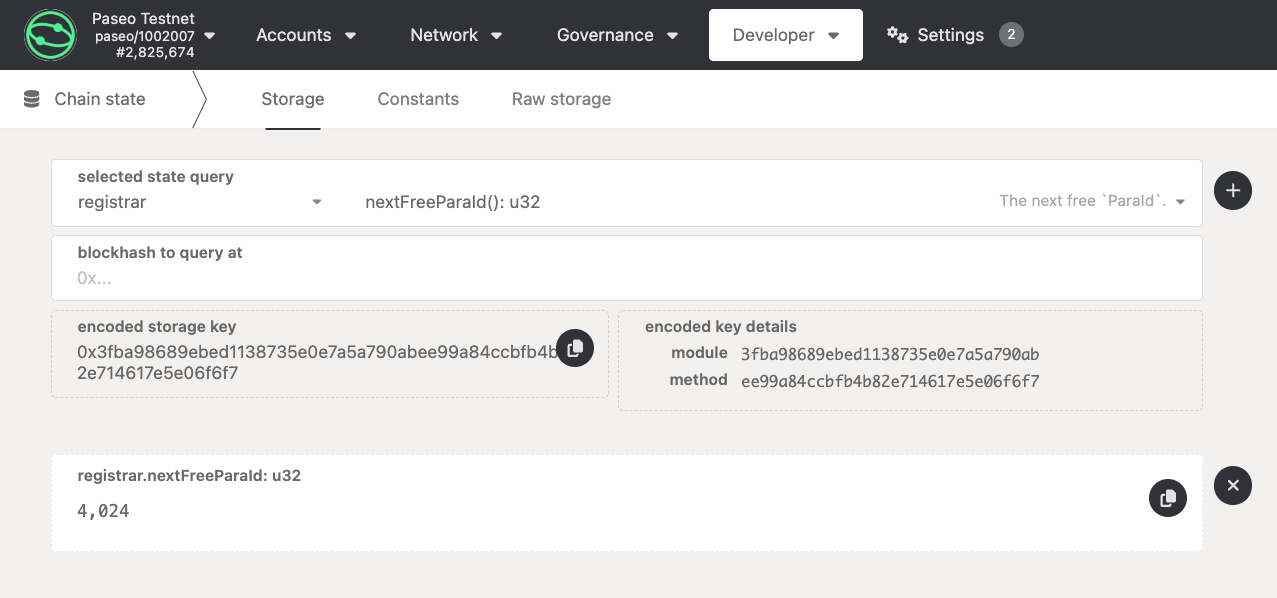 Paseo Testnet
paseo/1002007
#2,825,674
Accounts
Network
Governance
Developer
Settings
2
Chain state
Storage
Constants
Raw storage
selected state query
registrar
nextFreeParaId(): u32
The next free `ParaId`.
blockhash to query at
0x...
encoded storage key
0x3fba98689ebed1138735e0e7a5a790abee99a84ccbfb4b
2e714617e5e06f6f7
encoded key details
module 3fba98689ebed1138735e0e7a5a790ab
method ee99a84ccbfb4b82e714617e5e06f6f7
registrar.nextFreeParaId: u32
4,024